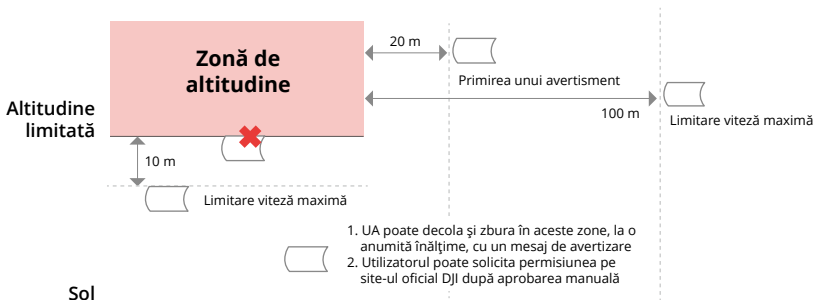 Zonă de
altitudine
20 m
Primirea unui avertisment
100 m
Limitare viteză maximă
Altitudine
limitată
10 m
Limitare viteză maximă
1. UA poate decola și zbura în aceste zone, la o
anumită înălțime, cu un mesaj de avertizare
2. Utilizatorul poate solicita permisiunea pe
site-ul oficial DJI după aprobarea manuală
Sol